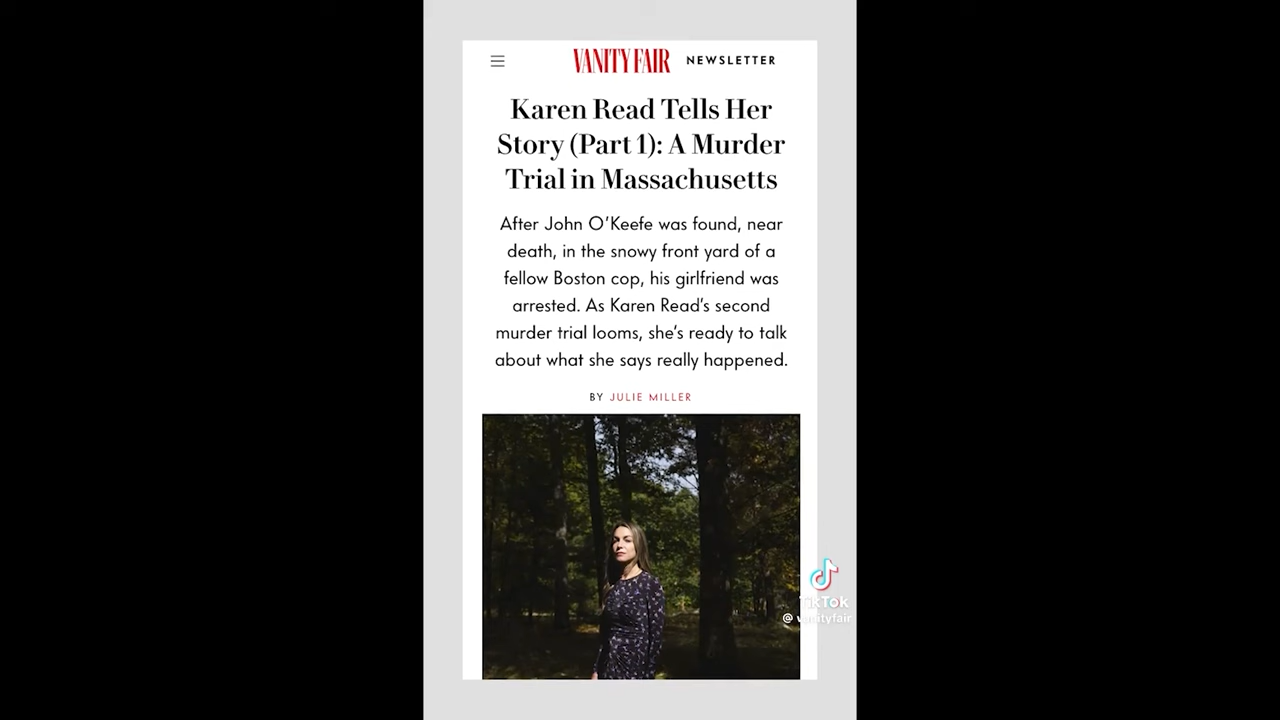 VANITY FAIR NEWSLETTER
Karen Read Tells Her
Story (Part 1): A Murder
Trial in Massachusetts
After John O’Keefe was found, near
death, in the snowy front yard of a
fellow Boston cop, his girlfriend was
arrested. As Karen Read’s second
murder trial looms, she’s ready to talk
about what she says really happened.
BY JULIE MILLER
TikTok
@ vanityfair